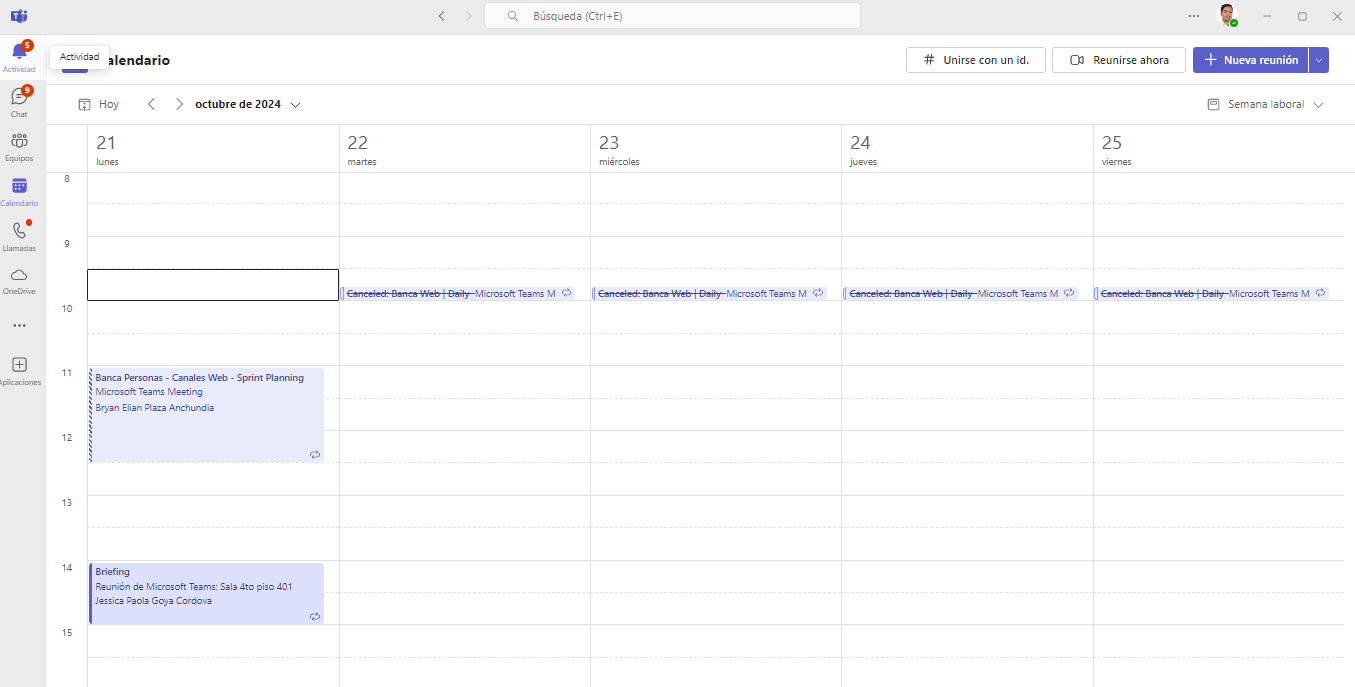 Búsqueda (Ctrl+E)
5
Actividad
Actividad
alendario
Unirse con un id.
Reunirse ahora
Nueva reunión
9
Chat
Hoy
octubre de 2024
Semana laboral
Equipos
Calendario
Llamadas
OneDrive
Aplicaciones
21
lunes
22
martes
23
miércoles
24
jueves
25
viernes
8
9
Canceled: Banca Web | Daily Microsoft Teams M
Canceled: Banca Web | Daily Microsoft Teams M
Canceled: Banca Web | Daily Microsoft Teams M
Canceled: Banca Web | Daily Microsoft Teams M
10
11
Banca Personas - Canales Web - Sprint Planning
Microsoft Teams Meeting
Bryan Elian Plaza Anchundia
12
13
14
Briefing
Reunión de Microsoft Teams; Sala 4to piso 401
Jessica Paola Goya Cordova
15